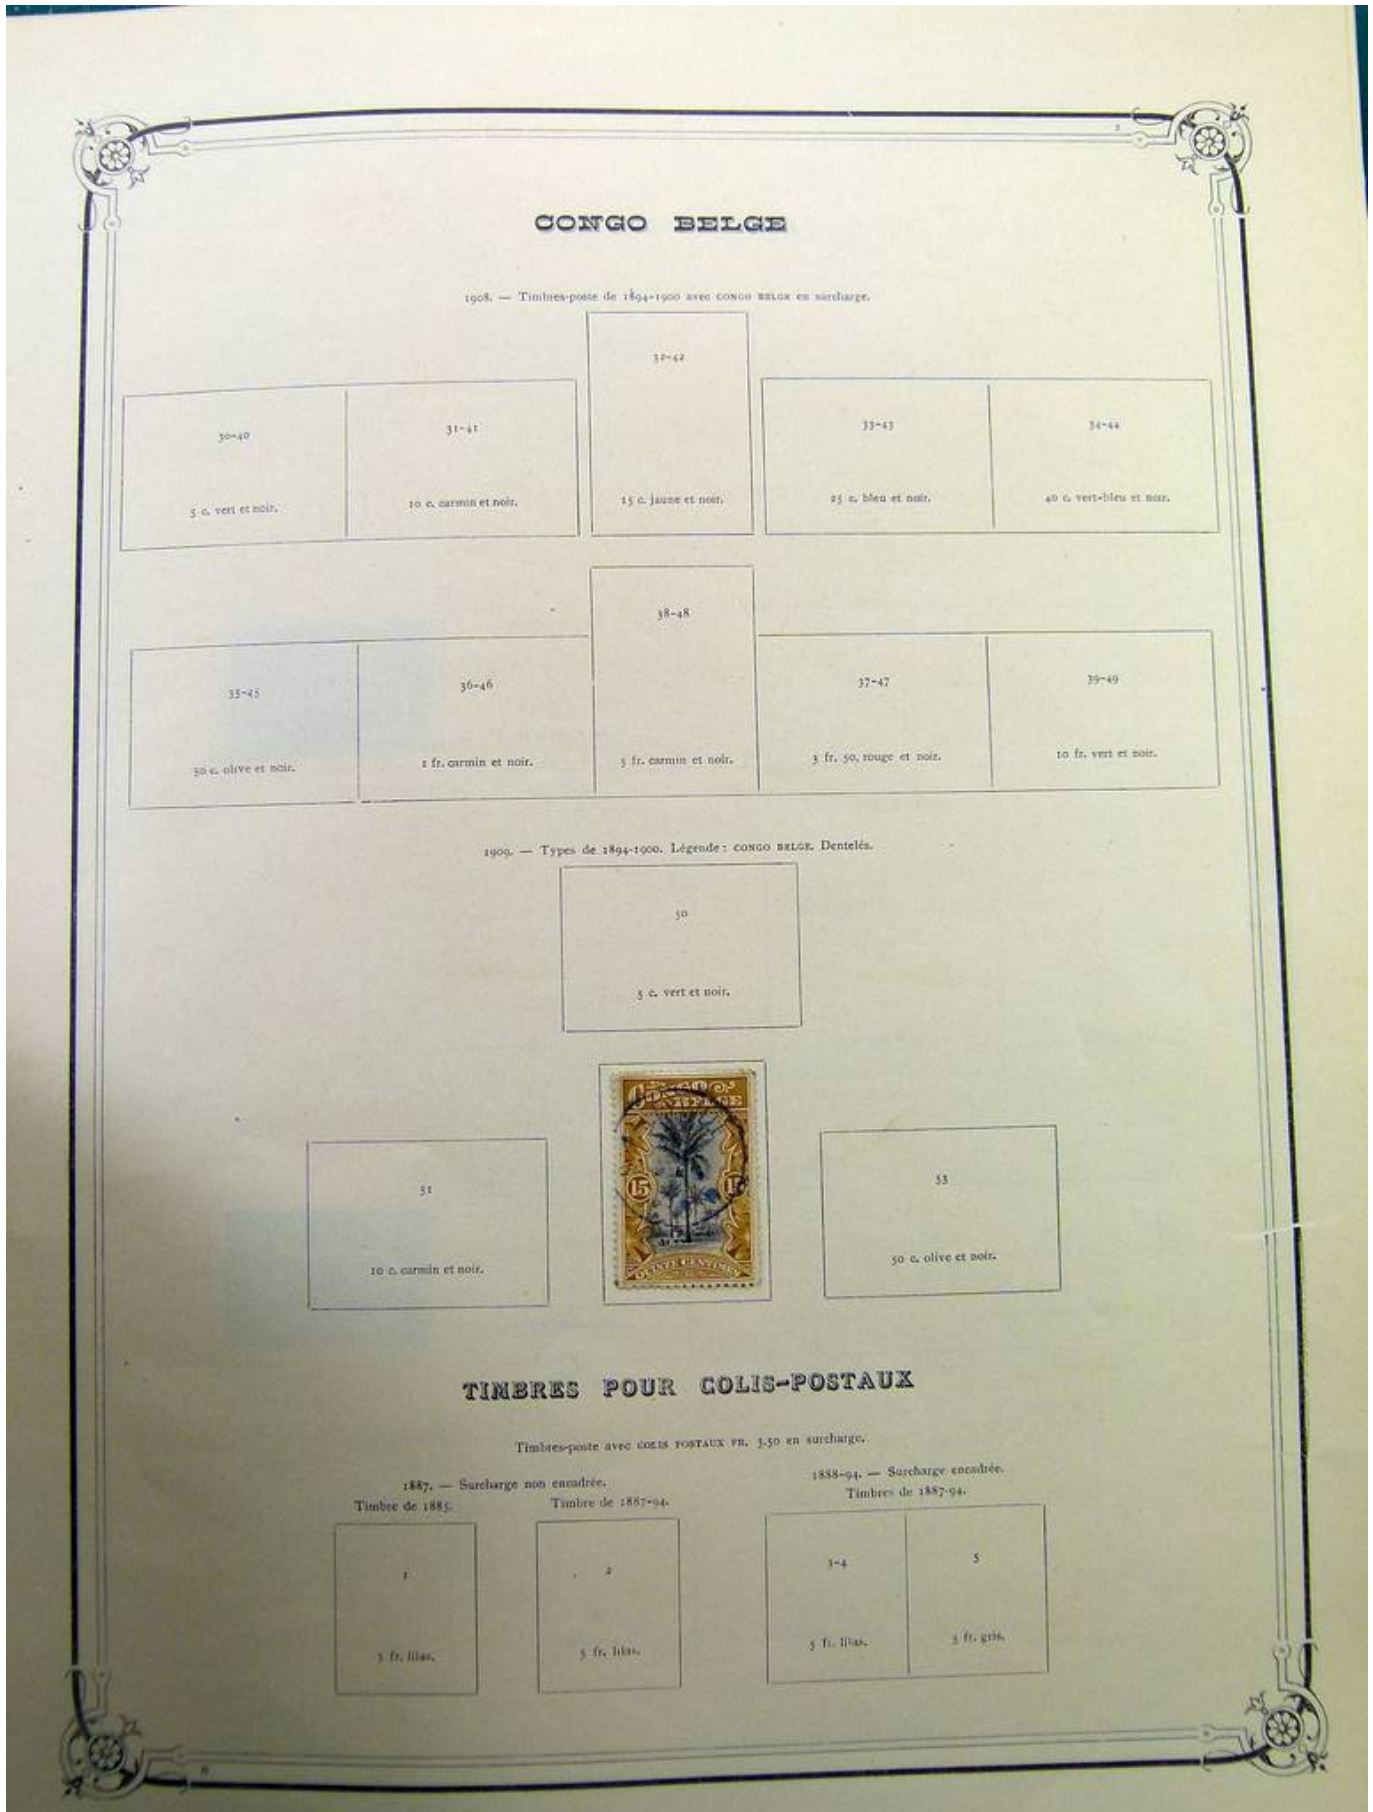 CONGO BELGE
1908. — Timbres-poste de 1894-1900 avec CONGO BELGE en surcharge.
32-42
15 c. jaune et noir.
30-40
31-41
33-43
34-44
5 c. vert et noir.
10 c. carmin et noir.
25 c. bleu et noir.
40 c. vert-bleu et noir.
38-48
5 fr. carmin et noir.
35-45
36-46
37-47
39-49
50 c. olive et noir.
1 fr. carmin et noir.
3 fr. 50, rouge et noir.
10 fr. vert et noir.
1909. — Types de 1894-1900. Légende : CONGO BELGE. Dentelés.
50
5 c. vert et noir.
51
10 c. carmin et noir.
CONGO
BELGE
15
15
QUINZE CENTIMES
53
50 c. olive et noir.
TIMBRES POUR COLIS-POSTAUX
Timbres-poste avec COLIS POSTAUX FR. 3.50 en surcharge.
1887. — Surcharge non encadrée.
Timbre de 1885.
Timbre de 1887-94.
1888-94. — Surcharge encadrée.
Timbres de 1887-94.
1
2
3-4
5
5 fr. lilas.
5 fr. lilas.
5 fr. lilas.
5 fr. gris.